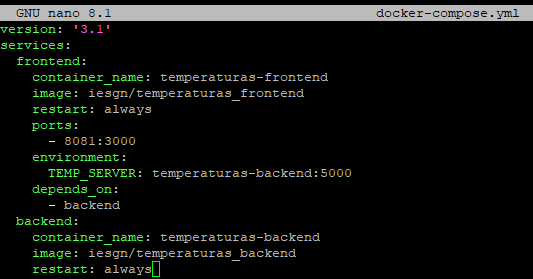 GNU nano 8.1 docker-compose.yml
version: '3.1'
services:
  frontend:
    container_name: temperaturas-frontend
    image: iesgn/temperaturas_frontend
    restart: always
    ports:
      - 8081:3000
    environment:
      TEMP_SERVER: temperaturas-backend:5000
    depends_on:
      - backend
  backend:
    container_name: temperaturas-backend
    image: iesgn/temperaturas_backend
    restart: always